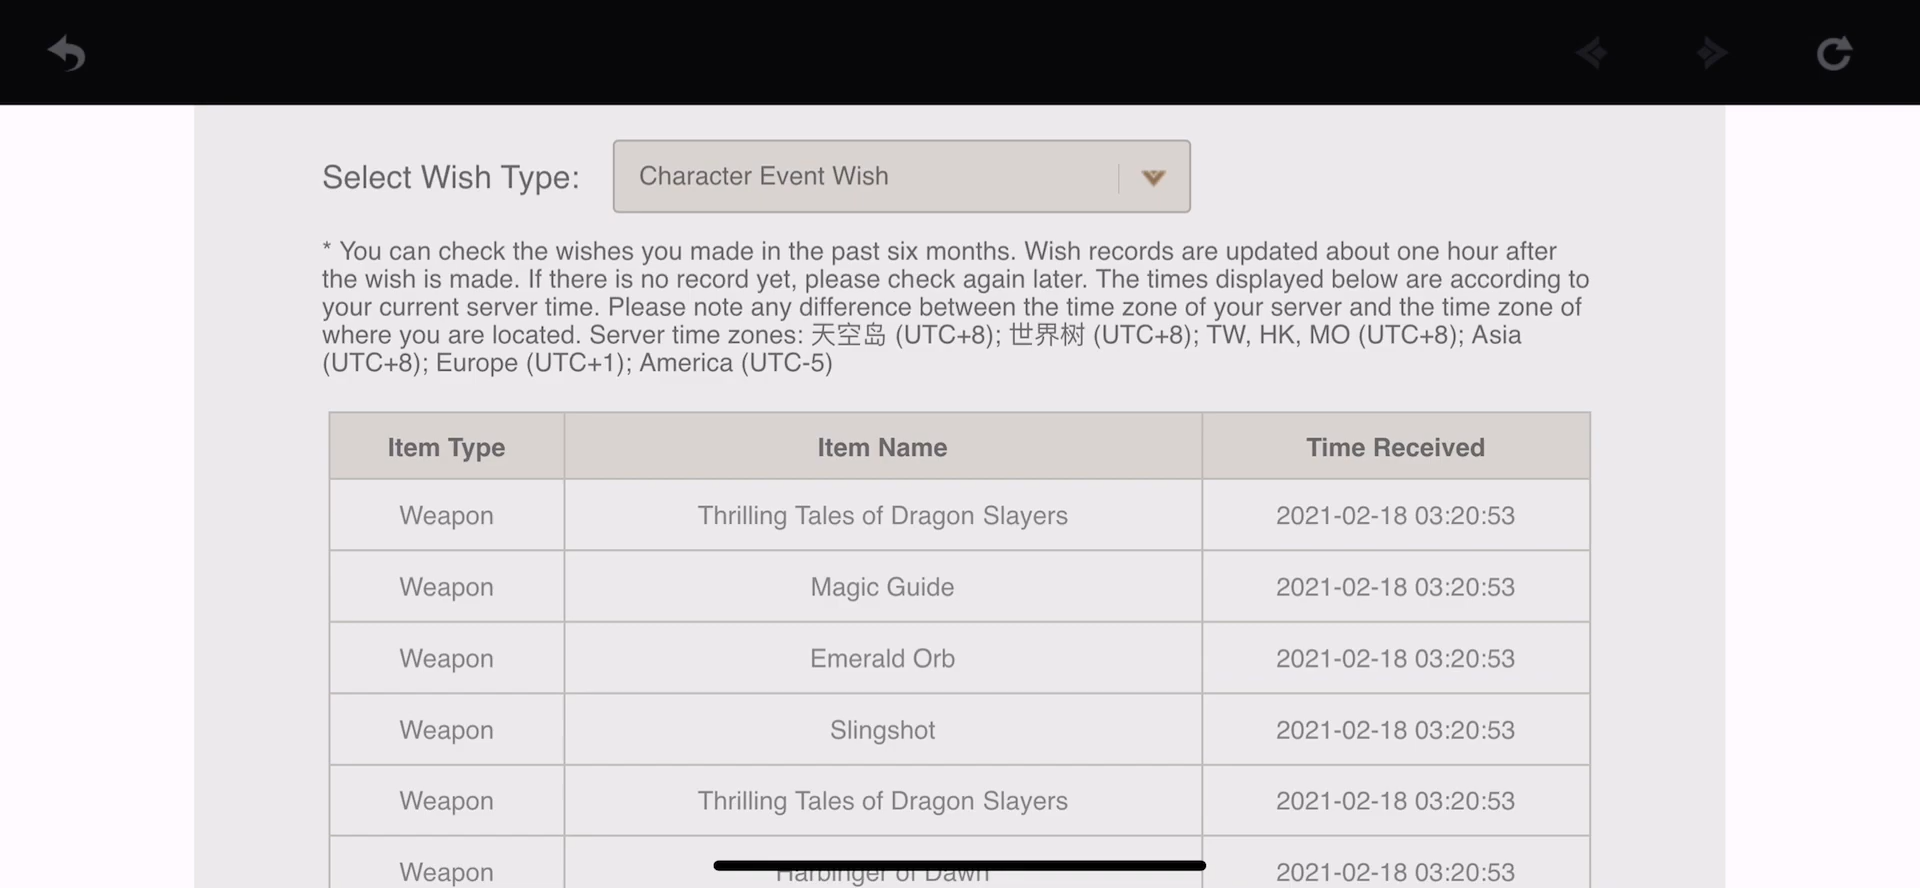 Select Wish Type: Character Event Wish
* You can check the wishes you made in the past six months. Wish records are updated about one hour after
the wish is made. If there is no record yet, please check again later. The times displayed below are according to
your current server time. Please note any difference between the time zone of your server and the time zone of
where you are located. Server time zones: 天空岛 (UTC+8); 世界树 (UTC+8); TW, HK, MO (UTC+8); Asia
(UTC+8); Europe (UTC+1); America (UTC-5)
Item Type Item Name Time Received
Weapon Thrilling Tales of Dragon Slayers 2021-02-18 03:20:53
Weapon Magic Guide 2021-02-18 03:20:53
Weapon Emerald Orb 2021-02-18 03:20:53
Weapon Slingshot 2021-02-18 03:20:53
Weapon Thrilling Tales of Dragon Slayers 2021-02-18 03:20:53
Weapon Harbinger of Dawn 2021-02-18 03:20:53